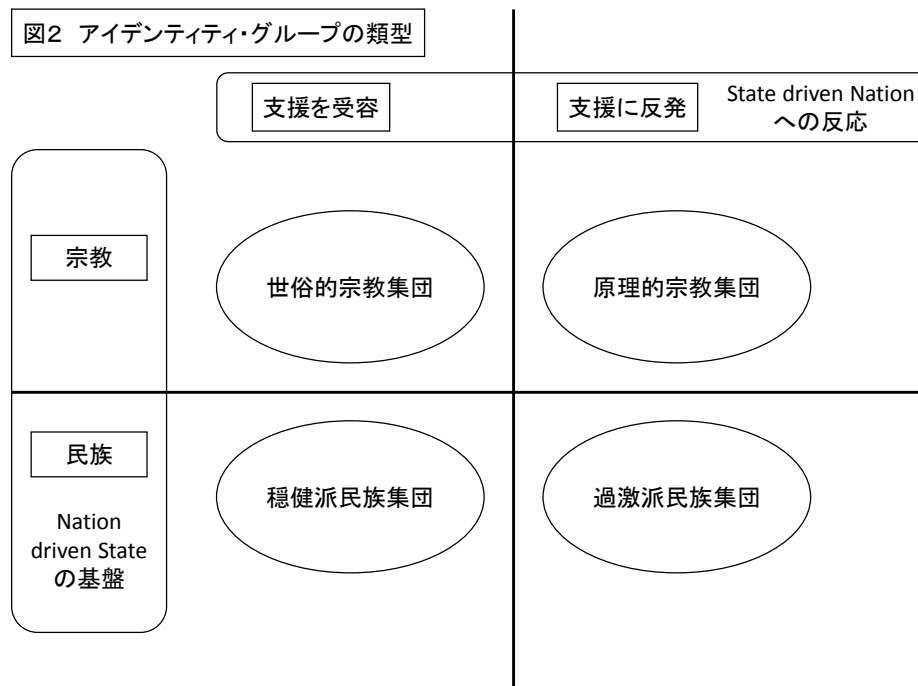 図2 アイデンティティ・グループの類型
支援を受容
支援に反発
State driven Nation
への反応
宗教
世俗的宗教集団
原理的宗教集団
民族
穏健派民族集団
過激派民族集団
Nation
driven State
の基盤